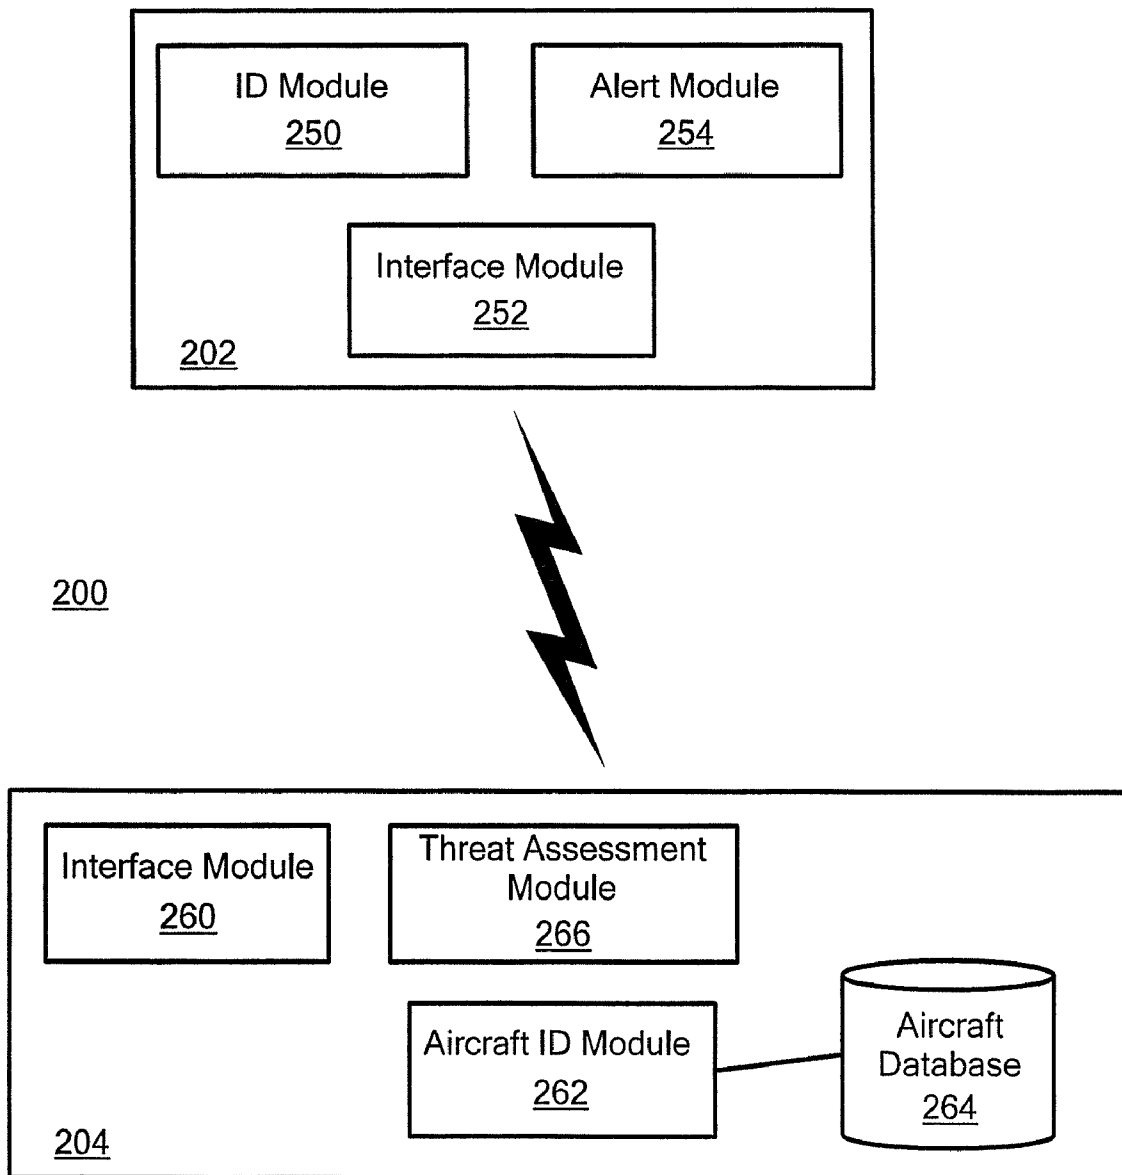 ID Module
250
Alert Module
254
Interface Module
252
202
200
Interface Module
260
Threat Assessment
Module
266
Aircraft ID Module
262
Aircraft
Database
264
204